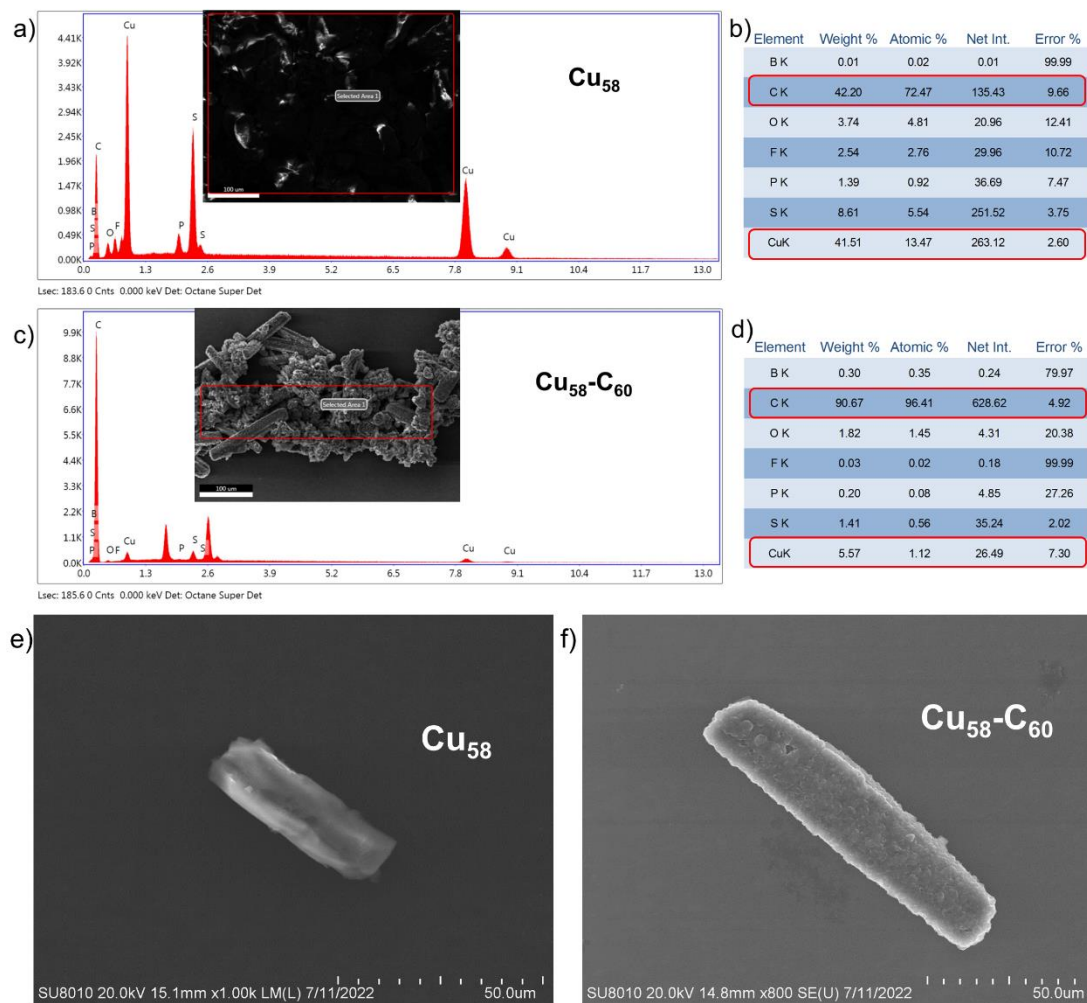 a)
Cu58
Selected Area 1
100 um
4.41K
3.92K
3.43K
2.94K
2.45K
1.96K
1.47K
0.98K
0.49K
0.00K
Cu
C
B
S
P
O
F
P
S
S
Cu
Cu
0.0 1.3 2.6 3.9 5.2 6.5 7.8 9.1 10.4 11.7 13.0
Lsec: 183.6 0 Cnts 0.000 keV Det: Octane Super Det
b)
Element Weight % Atomic % Net Int. Error %
B K 0.01 0.02 0.01 99.99
C K 42.20 72.47 135.43 9.66
O K 3.74 4.81 20.96 12.41
F K 2.54 2.76 29.96 10.72
P K 1.39 0.92 36.69 7.47
S K 8.61 5.54 251.52 3.75
CuK 41.51 13.47 263.12 2.60
c)
Cu58-C60
Selected Area 1
100 um
9.9K
8.8K
7.7K
6.6K
5.5K
4.4K
3.3K
2.2K
1.1K
0.0K
C
B
S
P
O F
Cu
P
S
S
Cu
Cu
0.0 1.3 2.6 3.9 5.2 6.5 7.8 9.1 10.4 11.7 13.0
Lsec: 185.6 0 Cnts 0.000 keV Det: Octane Super Det
d)
Element Weight % Atomic % Net Int. Error %
B K 0.30 0.35 0.24 79.97
C K 90.67 96.41 628.62 4.92
O K 1.82 1.45 4.31 20.38
F K 0.03 0.02 0.18 99.99
P K 0.20 0.08 4.85 27.26
S K 1.41 0.56 35.24 2.02
CuK 5.57 1.12 26.49 7.30
e)
Cu58
SU8010 20.0kV 15.1mm x1.00k LM(L) 7/11/2022
50.0um
f)
Cu58-C60
SU8010 20.0kV 14.8mm x800 SE(U) 7/11/2022
50.0um